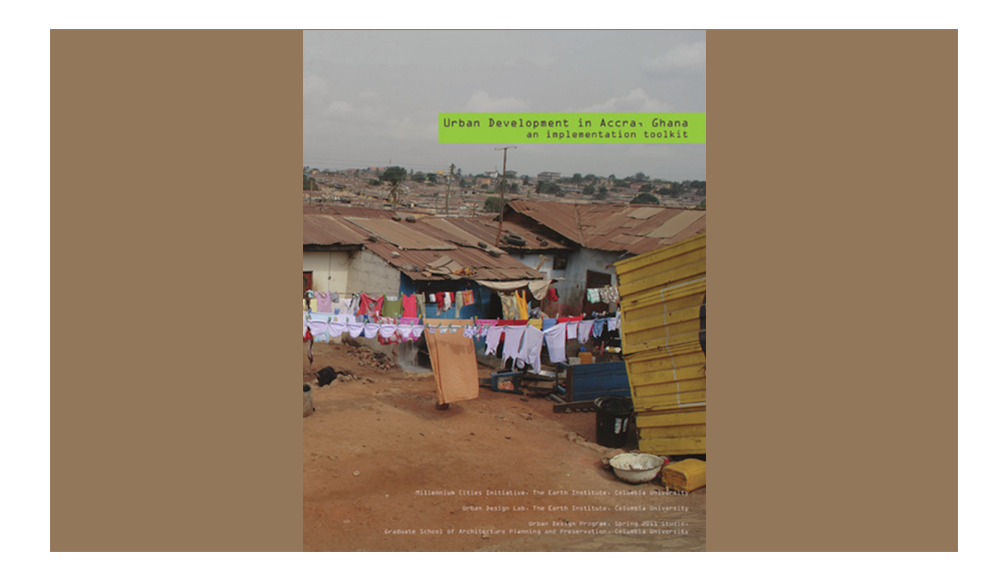 Urban Development in Accra, Ghana
an implementation toolkit
Millennium Cities Initiative, The Earth Institute, Columbia University
Urban Design Lab, The Earth Institute, Columbia University
Urban Design Program, Spring 2011 Studio,
Graduate School of Architecture Planning and Preservation, Columbia University